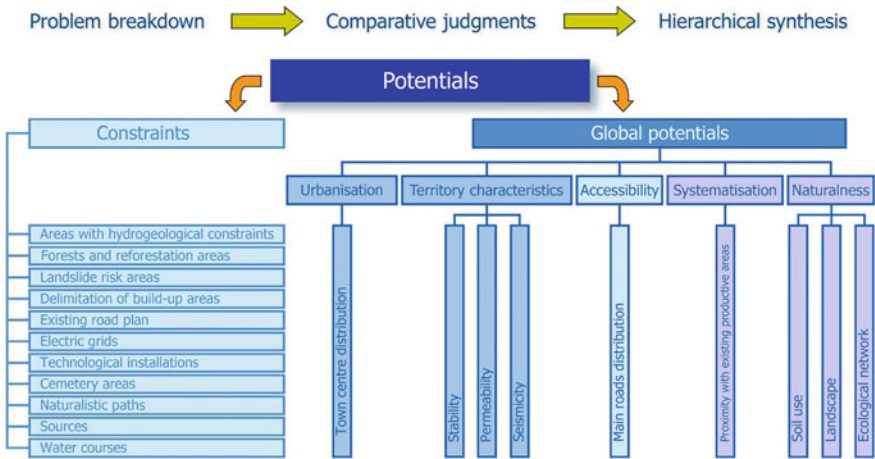 Problem breakdown
Comparative judgments
Hierarchical synthesis
Potentials
Constraints
Global potentials
Urbanisation
Territory characteristics
Accessibility
Systematisation
Naturalness
Areas with hydrogeological constraints
Forests and reforestation areas
Landslide risk areas
Delimitation of build-up areas
Existing road plan
Electric grids
Technological installations
Cemetery areas
Naturalistic paths
Sources
Water courses
Town centre distribution
Stability
Permeability
Seismicity
Main roads distribution
Proximity with existing productive areas
Soil use
Landscape
Ecological network